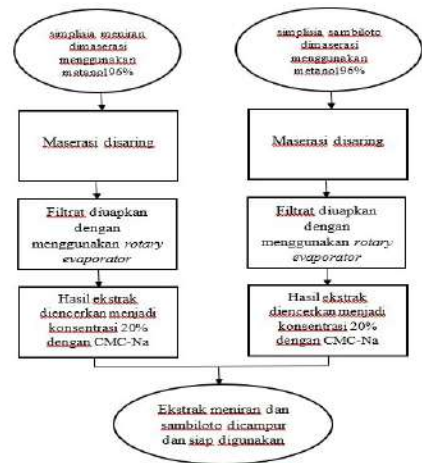 simplisia meniran
dimaserasi
menggunakan
metanol96%
Maserasi disaring
Filtrat diuapkan
dengan
menggunakan rotary
evaporator
Hasil ekstrak
diencerkan menjadi
konsentrasi 20%
dengan CMC-Na
simplisia sambiloto
dimaserasi
menggunakan
metanol96%
Maserasi disaring
Filtrat diuapkan
dengan
menggunakan rotary
evaporator
Hasil ekstrak
diencerkan menjadi
konsentrasi 20%
dengan CMC-Na
Ekstrak meniran dan
sambiloto dicampur
dan siap digunakan